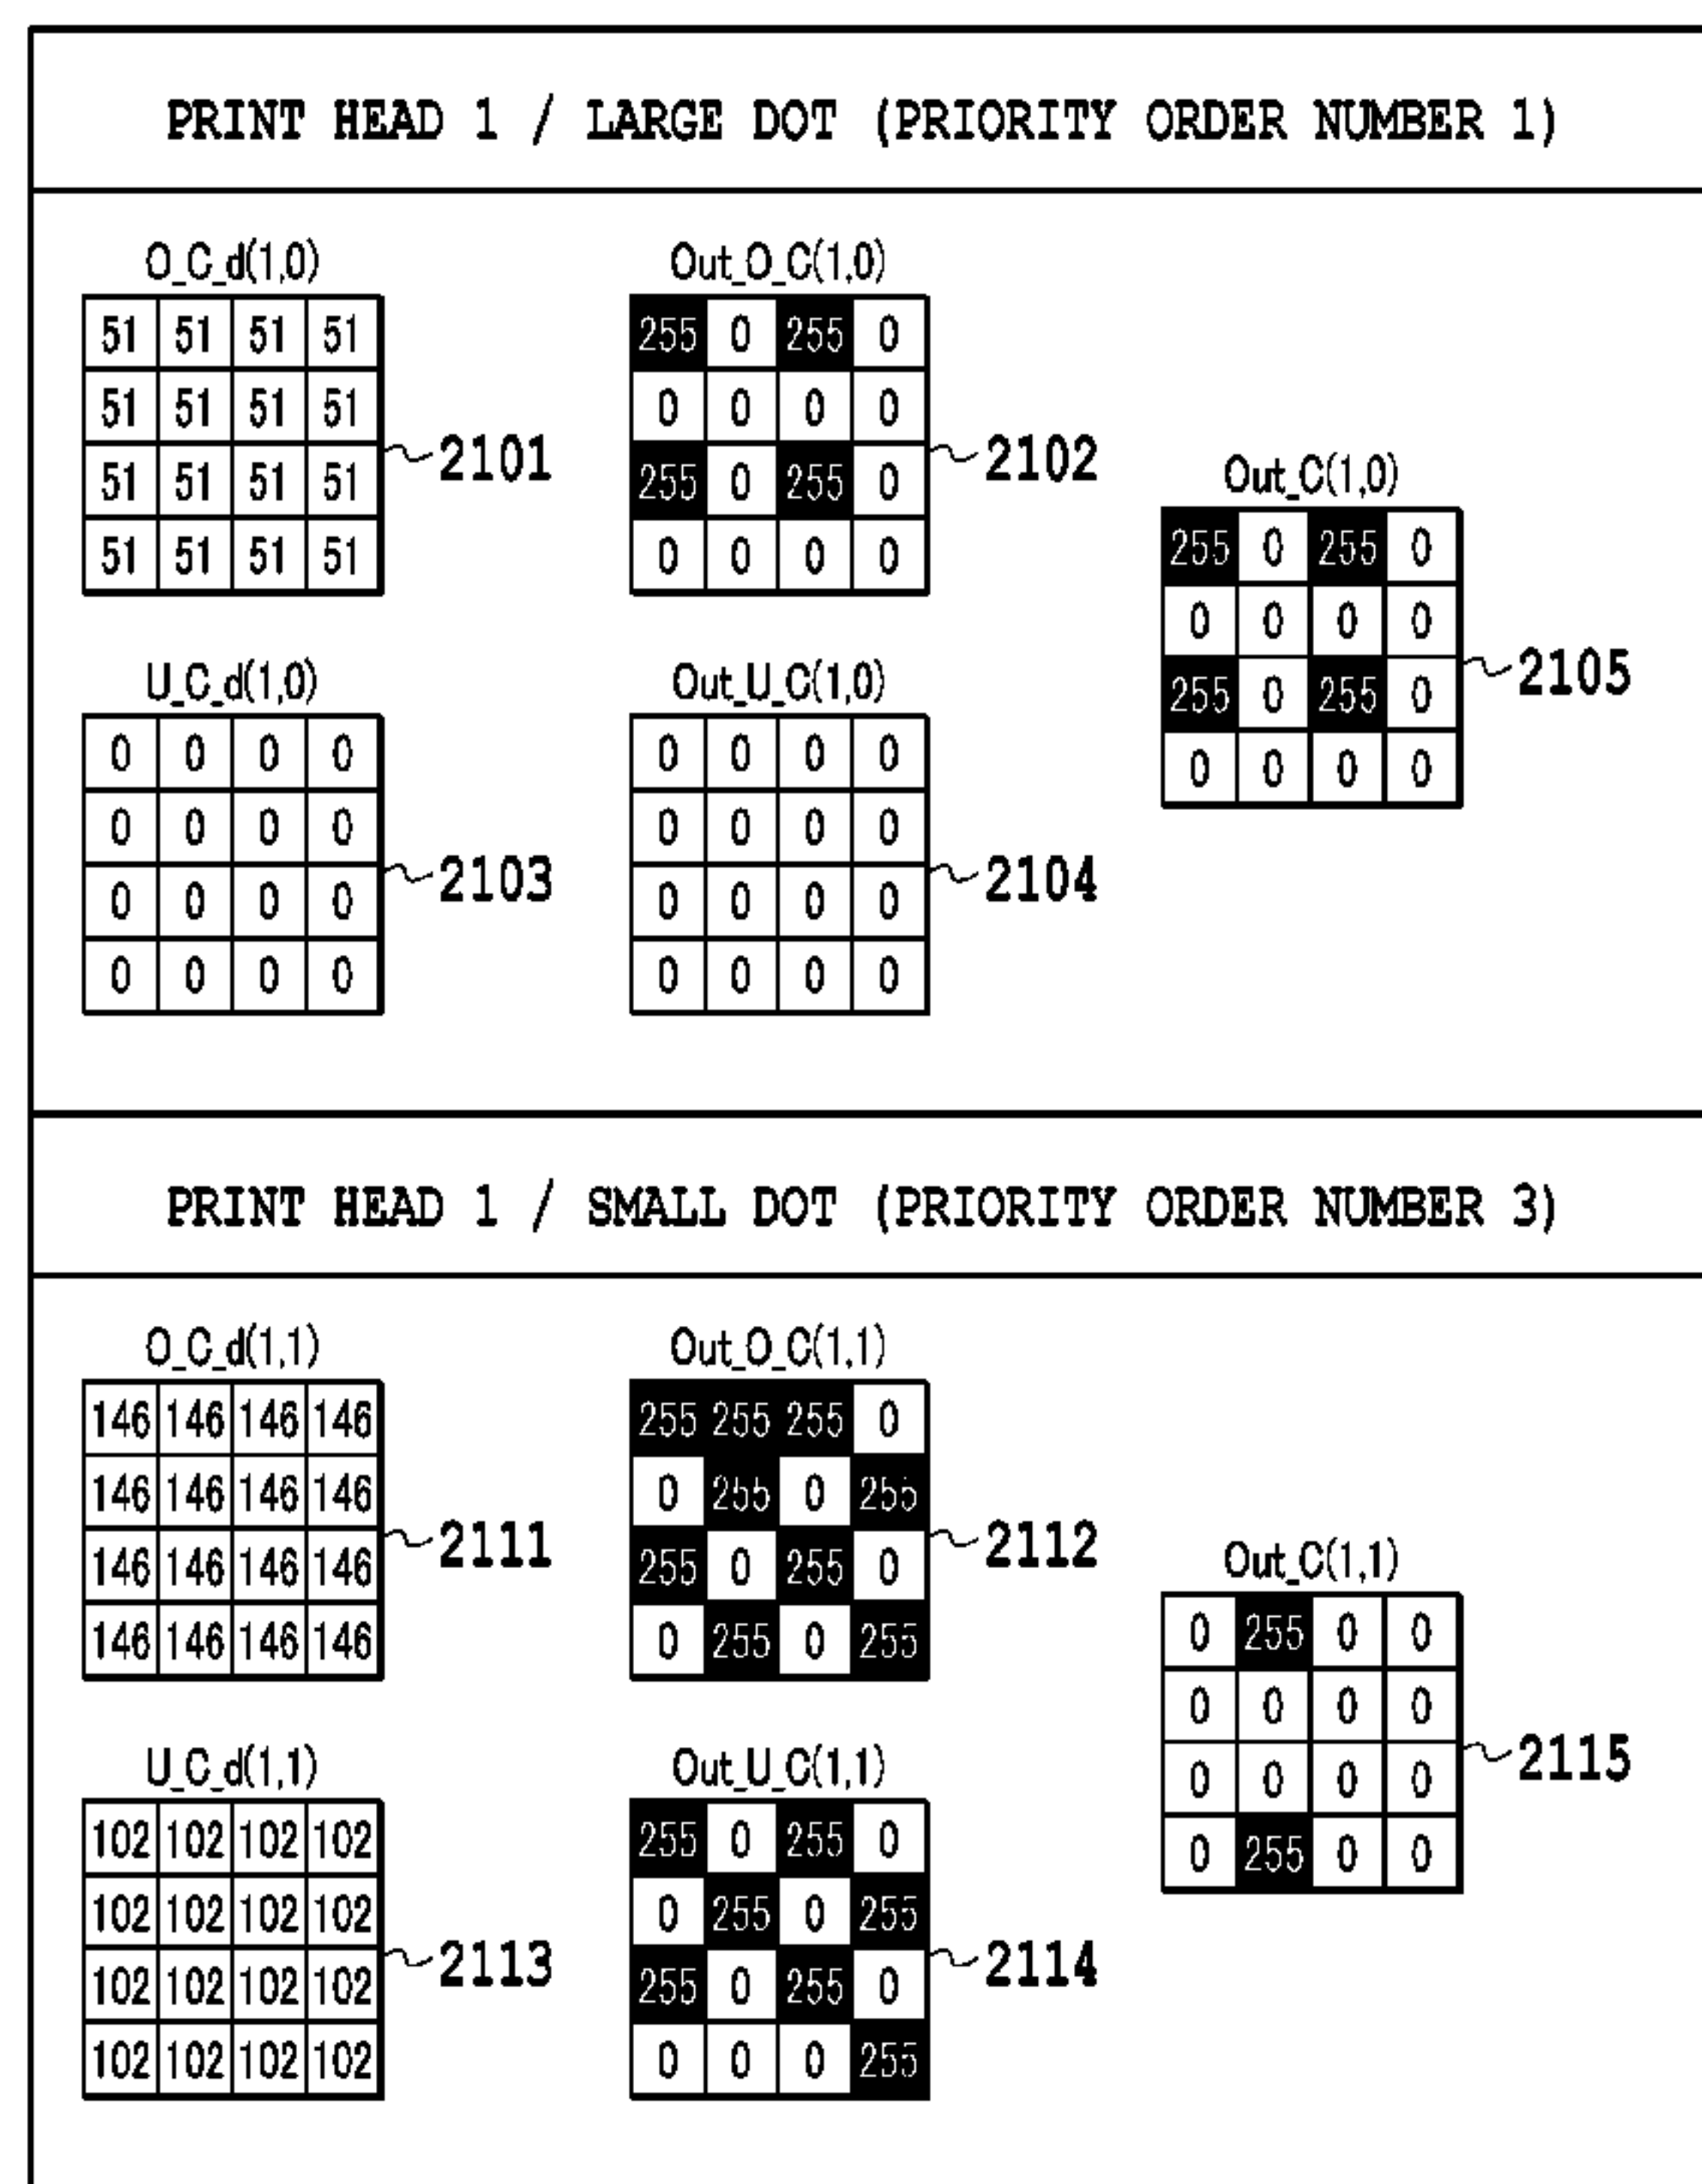 PRINT HEAD 1 / LARGE DOT (PRIORITY ORDER NUMBER 1)
O_C_d(1,0)
51 51 51 51
51 51 51 51
51 51 51 51
51 51 51 51
2101
Out_O_C(1,0)
255 0 255 0
0 0 0 0
255 0 255 0
0 0 0 0
2102
U_C_d(1,0)
0 0 0 0
0 0 0 0
0 0 0 0
0 0 0 0
2103
Out_U_C(1,0)
0 0 0 0
0 0 0 0
0 0 0 0
0 0 0 0
2104
Out_C(1,0)
255 0 255 0
0 0 0 0
255 0 255 0
0 0 0 0
2105
PRINT HEAD 1 / SMALL DOT (PRIORITY ORDER NUMBER 3)
O_C_d(1,1)
146 146 146 146
146 146 146 146
146 146 146 146
146 146 146 146
2111
Out_O_C(1,1)
255 255 255 0
0 255 0 255
255 0 255 0
0 255 0 255
2112
U_C_d(1,1)
102 102 102 102
102 102 102 102
102 102 102 102
102 102 102 102
2113
Out_U_C(1,1)
255 0 255 0
0 255 0 255
255 0 255 0
0 0 0 255
2114
Out_C(1,1)
0 255 0 0
0 0 0 0
0 0 0 0
0 255 0 0
2115